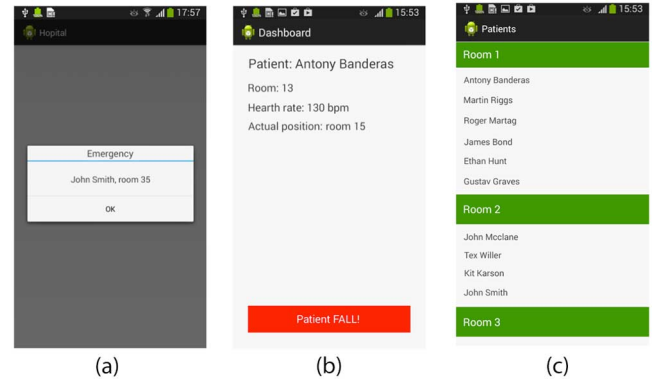 17:57
Hopital
Emergency
John Smith, room 35
OK
(a)
15:53
Dashboard
Patient: Antony Banderas
Room: 13
Hearth rate: 130 bpm
Actual position: room 15
Patient FALL!
(b)
15:53
Patients
Room 1
Antony Banderas
Martin Riggs
Roger Martag
James Bond
Ethan Hunt
Gustav Graves
Room 2
John Mcclane
Tex Willer
Kit Karson
John Smith
Room 3
(c)